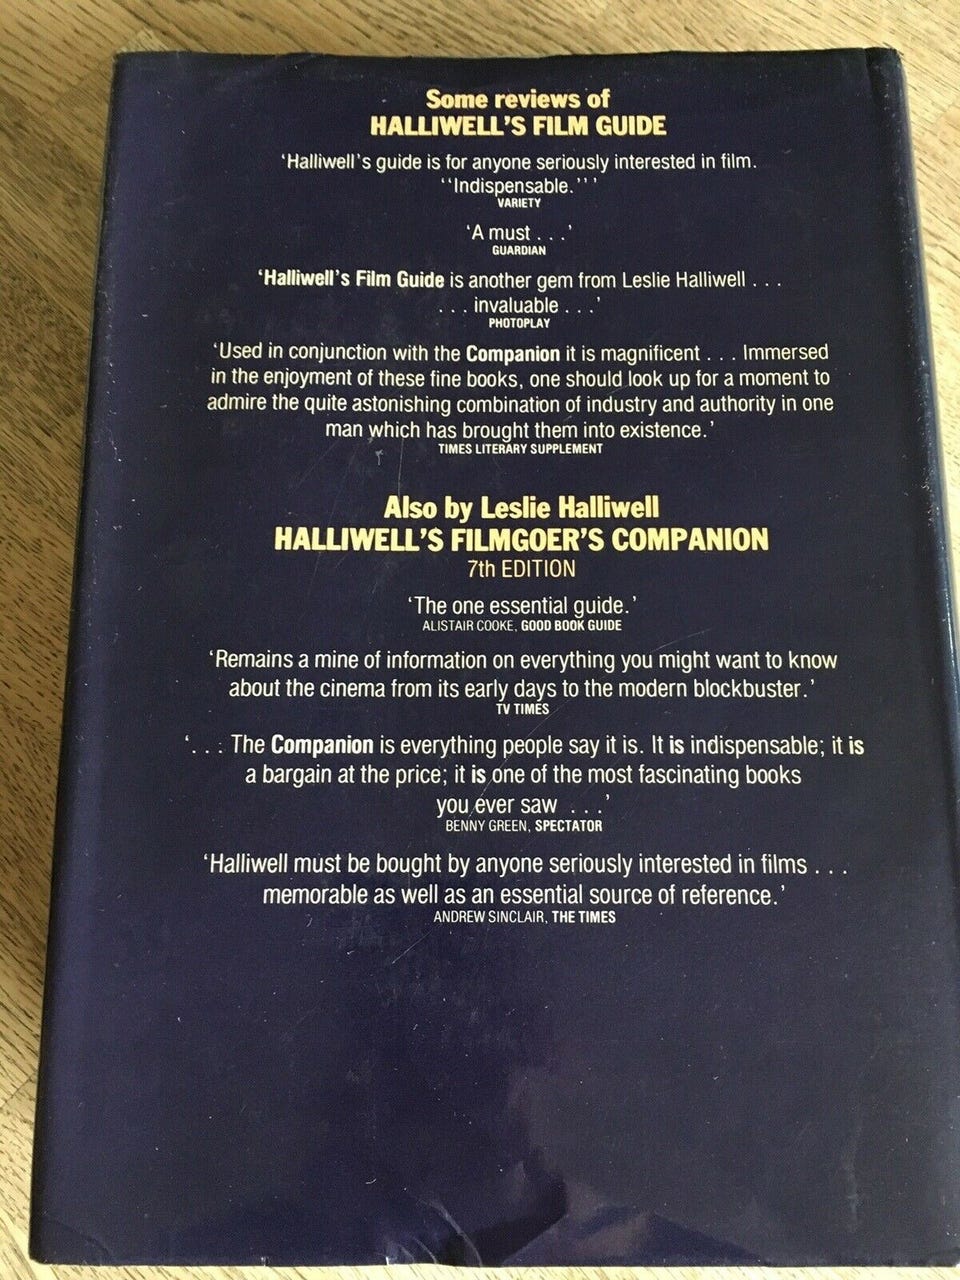 Some reviews of
HALLIWELL'S FILM GUIDE
'Halliwell's guide is for anyone seriously interested in film.
''Indispensable.'' '
VARIETY
'A must . . .'
GUARDIAN
'Halliwell's Film Guide is another gem from Leslie Halliwell . . .
. . . invaluable . . .'
PHOTOPLAY
'Used in conjunction with the Companion it is magnificent . . . Immersed
in the enjoyment of these fine books, one should look up for a moment to
admire the quite astonishing combination of industry and authority in one
man which has brought them into existence.'
TIMES LITERARY SUPPLEMENT
Also by Leslie Halliwell
HALLIWELL'S FILMGOER'S COMPANION
7th EDITION
'The one essential guide.'
ALISTAIR COOKE, GOOD BOOK GUIDE
'Remains a mine of information on everything you might want to know
about the cinema from its early days to the modern blockbuster.'
TV TIMES
'. . . The Companion is everything people say it is. It is indispensable; it is
a bargain at the price; it is one of the most fascinating books
you ever saw . . .'
BENNY GREEN, SPECTATOR
'Halliwell must be bought by anyone seriously interested in films . . .
memorable as well as an essential source of reference.'
ANDREW SINCLAIR, THE TIMES